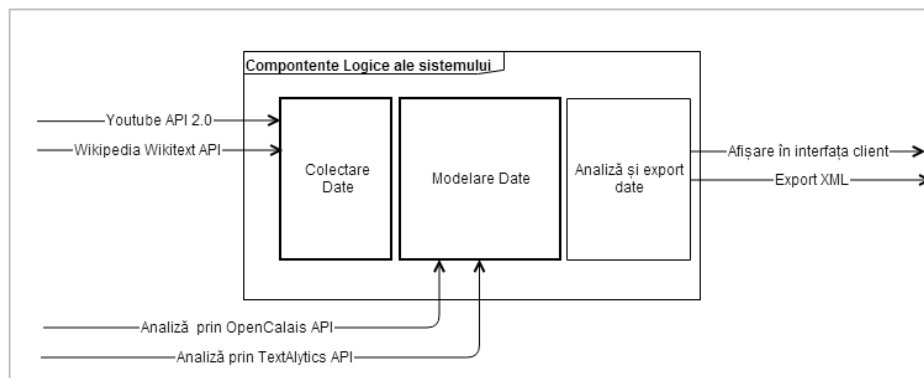 Compontente Logice ale sistemului
Youtube API 2.0
Wikipedia Wikitext API
Colectare
Date
Modelare Date
Analiză și export
date
Afișare în interfața client
Export XML
Analiză prin OpenCalais API
Analiză prin TextAlytics API